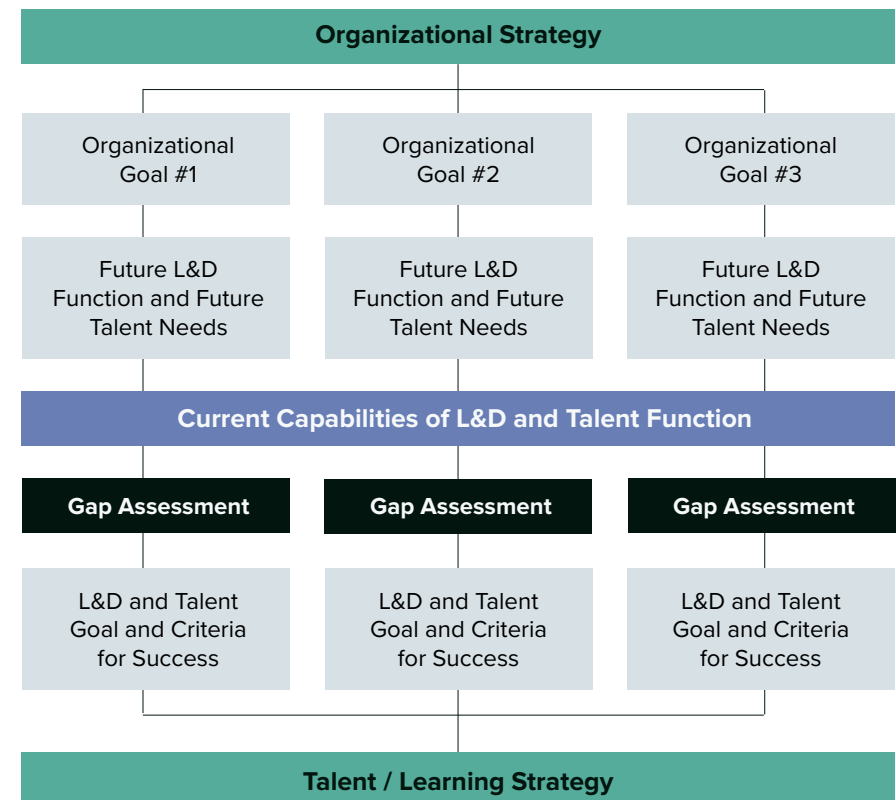 Organizational Strategy
Organizational
Goal #1
Organizational
Goal #2
Organizational
Goal #3
Future L&D
Function and Future
Talent Needs
Future L&D
Function and Future
Talent Needs
Future L&D
Function and Future
Talent Needs
Current Capabilities of L&D and Talent Function
Gap Assessment
Gap Assessment
Gap Assessment
L&D and Talent
Goal and Criteria
for Success
L&D and Talent
Goal and Criteria
for Success
L&D and Talent
Goal and Criteria
for Success
Talent / Learning Strategy